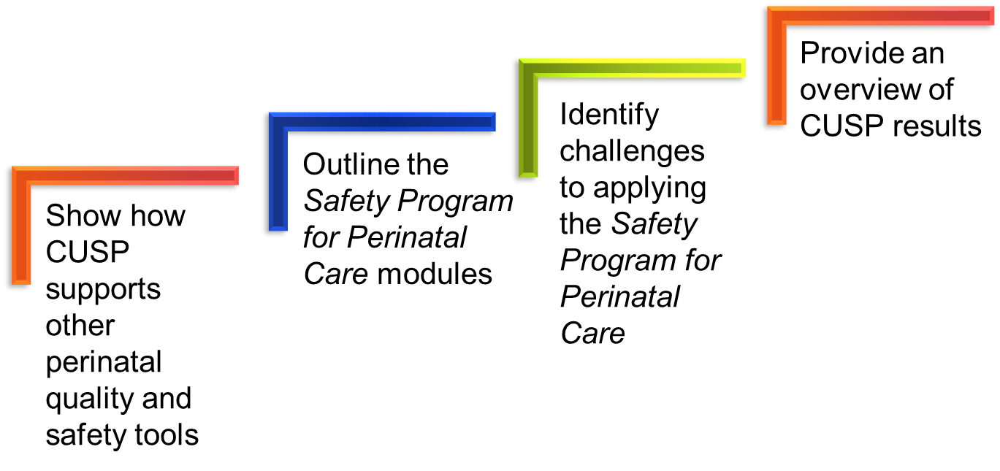 Show how
CUSP
supports
other
perinatal
quality and
safety tools
Outline the
Safety Program
for Perinatal
Care modules
Identify
challenges
to applying
the Safety
Program for
Perinatal
Care
Provide an
overview of
CUSP results